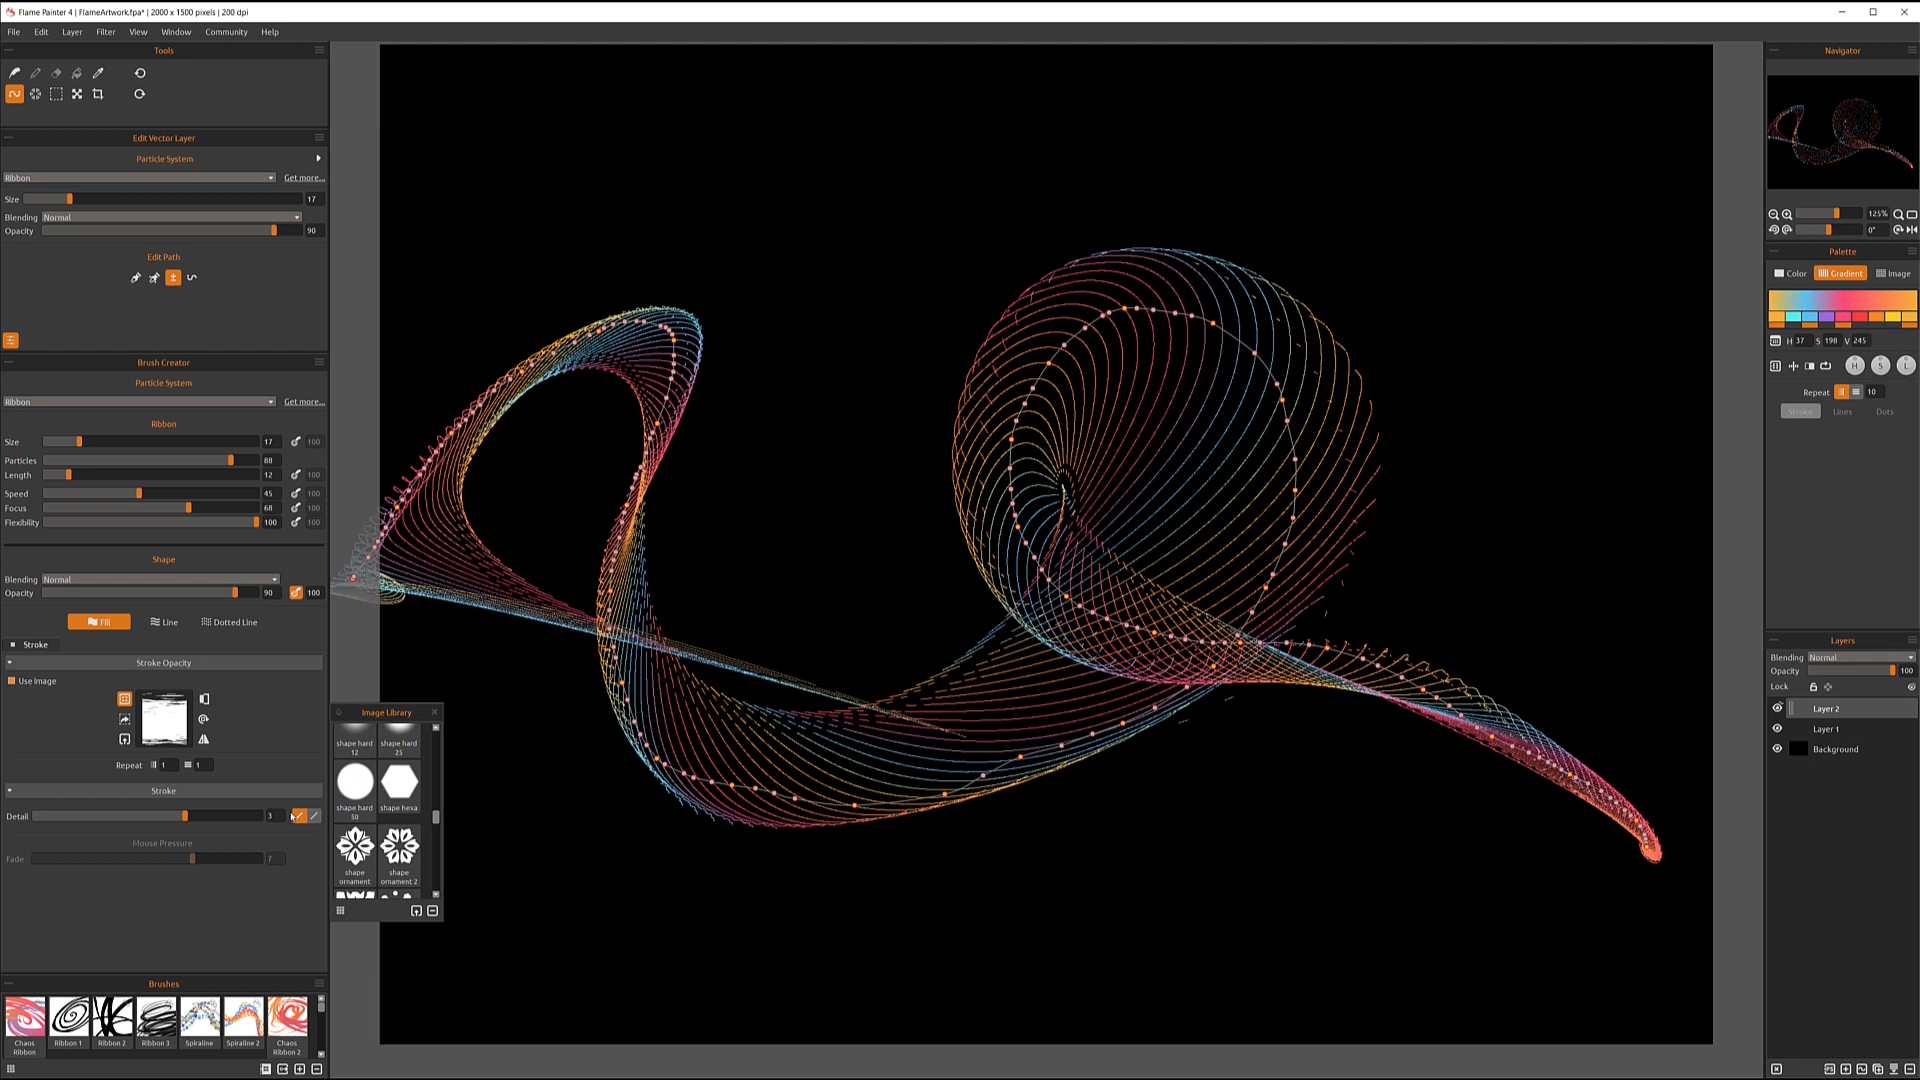 Flame Painter 4 | FlameArtwork.fpa* | 2000 x 1500 pixels | 200 dpi
File Edit Layer Filter View Window Community Help
Tools
Edit Vector Layer
Particle System
Ribbon Get more...
Size 17
Blending Normal
Opacity 90
Edit Path
Brush Creator
Particle System
Ribbon Get more...
Ribbon
Size 17 100
Particles 88
Length 12 100
Speed 45 100
Focus 68 100
Flexibility 100 100
Shape
Blending Normal
Opacity 90 100
Fill Line Dotted Line
Stroke
Stroke Opacity
Use Image
Repeat 1 1
Stroke
Detail 3
Mouse Pressure
Fade 7
Image Library
shape hard 12
shape hard 25
shape hard 50
shape hexa
shape ornament
shape ornament 2
Brushes
Chaos Ribbon
Ribbon 1
Ribbon 2
Ribbon 3
Spiraline
Spiraline 2
Chaos Ribbon 2
Navigator
125%
0°
Palette
Color Gradient Image
H 37 S 198 V 245
H S L
Repeat 10
Stroke Lines Dots
Layers
Blending Normal
Opacity 100
Lock
Layer 2
Layer 1
Background